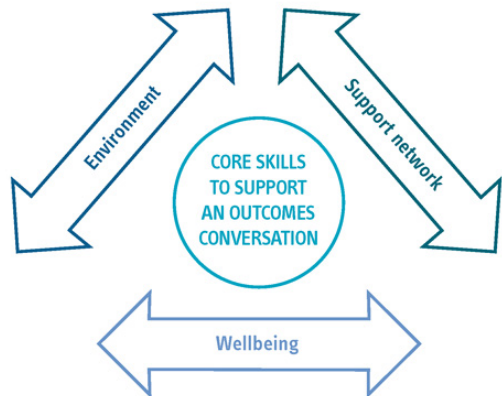 Environment
Support network
CORE SKILLS
TO SUPPORT
AN OUTCOMES
CONVERSATION
Wellbeing